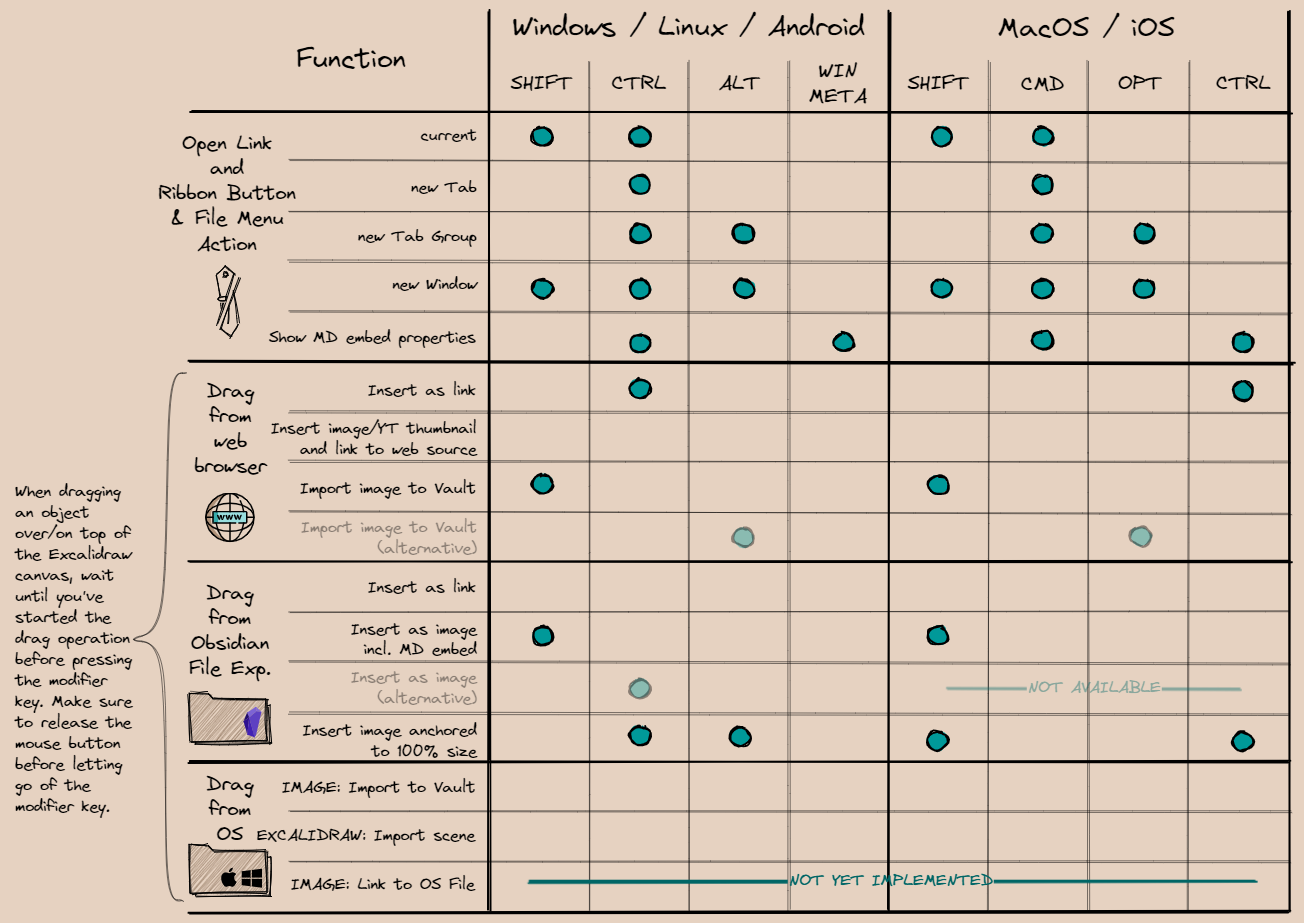 Windows / Linux / Android
MacOS / iOS
Function
SHIFT
CTRL
ALT
WIN
META
SHIFT
CMD
OPT
CTRL
Open Link
and
Ribbon Button
& File Menu
Action
current
new Tab
new Tab Group
new Window
Show MD embed properties
Drag
from
web
browser
WWW
Insert as link
Insert image/YT thumbnail
and link to web source
Import image to Vault
Import image to Vault
(alternative)
When dragging
an object
over/on top of
the Excalidraw
canvas, wait
until you've
started the
drag operation
before pressing
the modifier
key. Make sure
to release the
mouse button
before letting
go of the
modifier key.
Drag
from
Obsidian
File Exp.
Insert as link
Insert as image
incl. MD embed
Insert as image
(alternative)
NOT AVAILABLE
Insert image anchored
to 100% size
Drag
from
OS
IMAGE: Import to Vault
EXCALIDRAW: Import scene
IMAGE: Link to OS File
NOT YET IMPLEMENTED